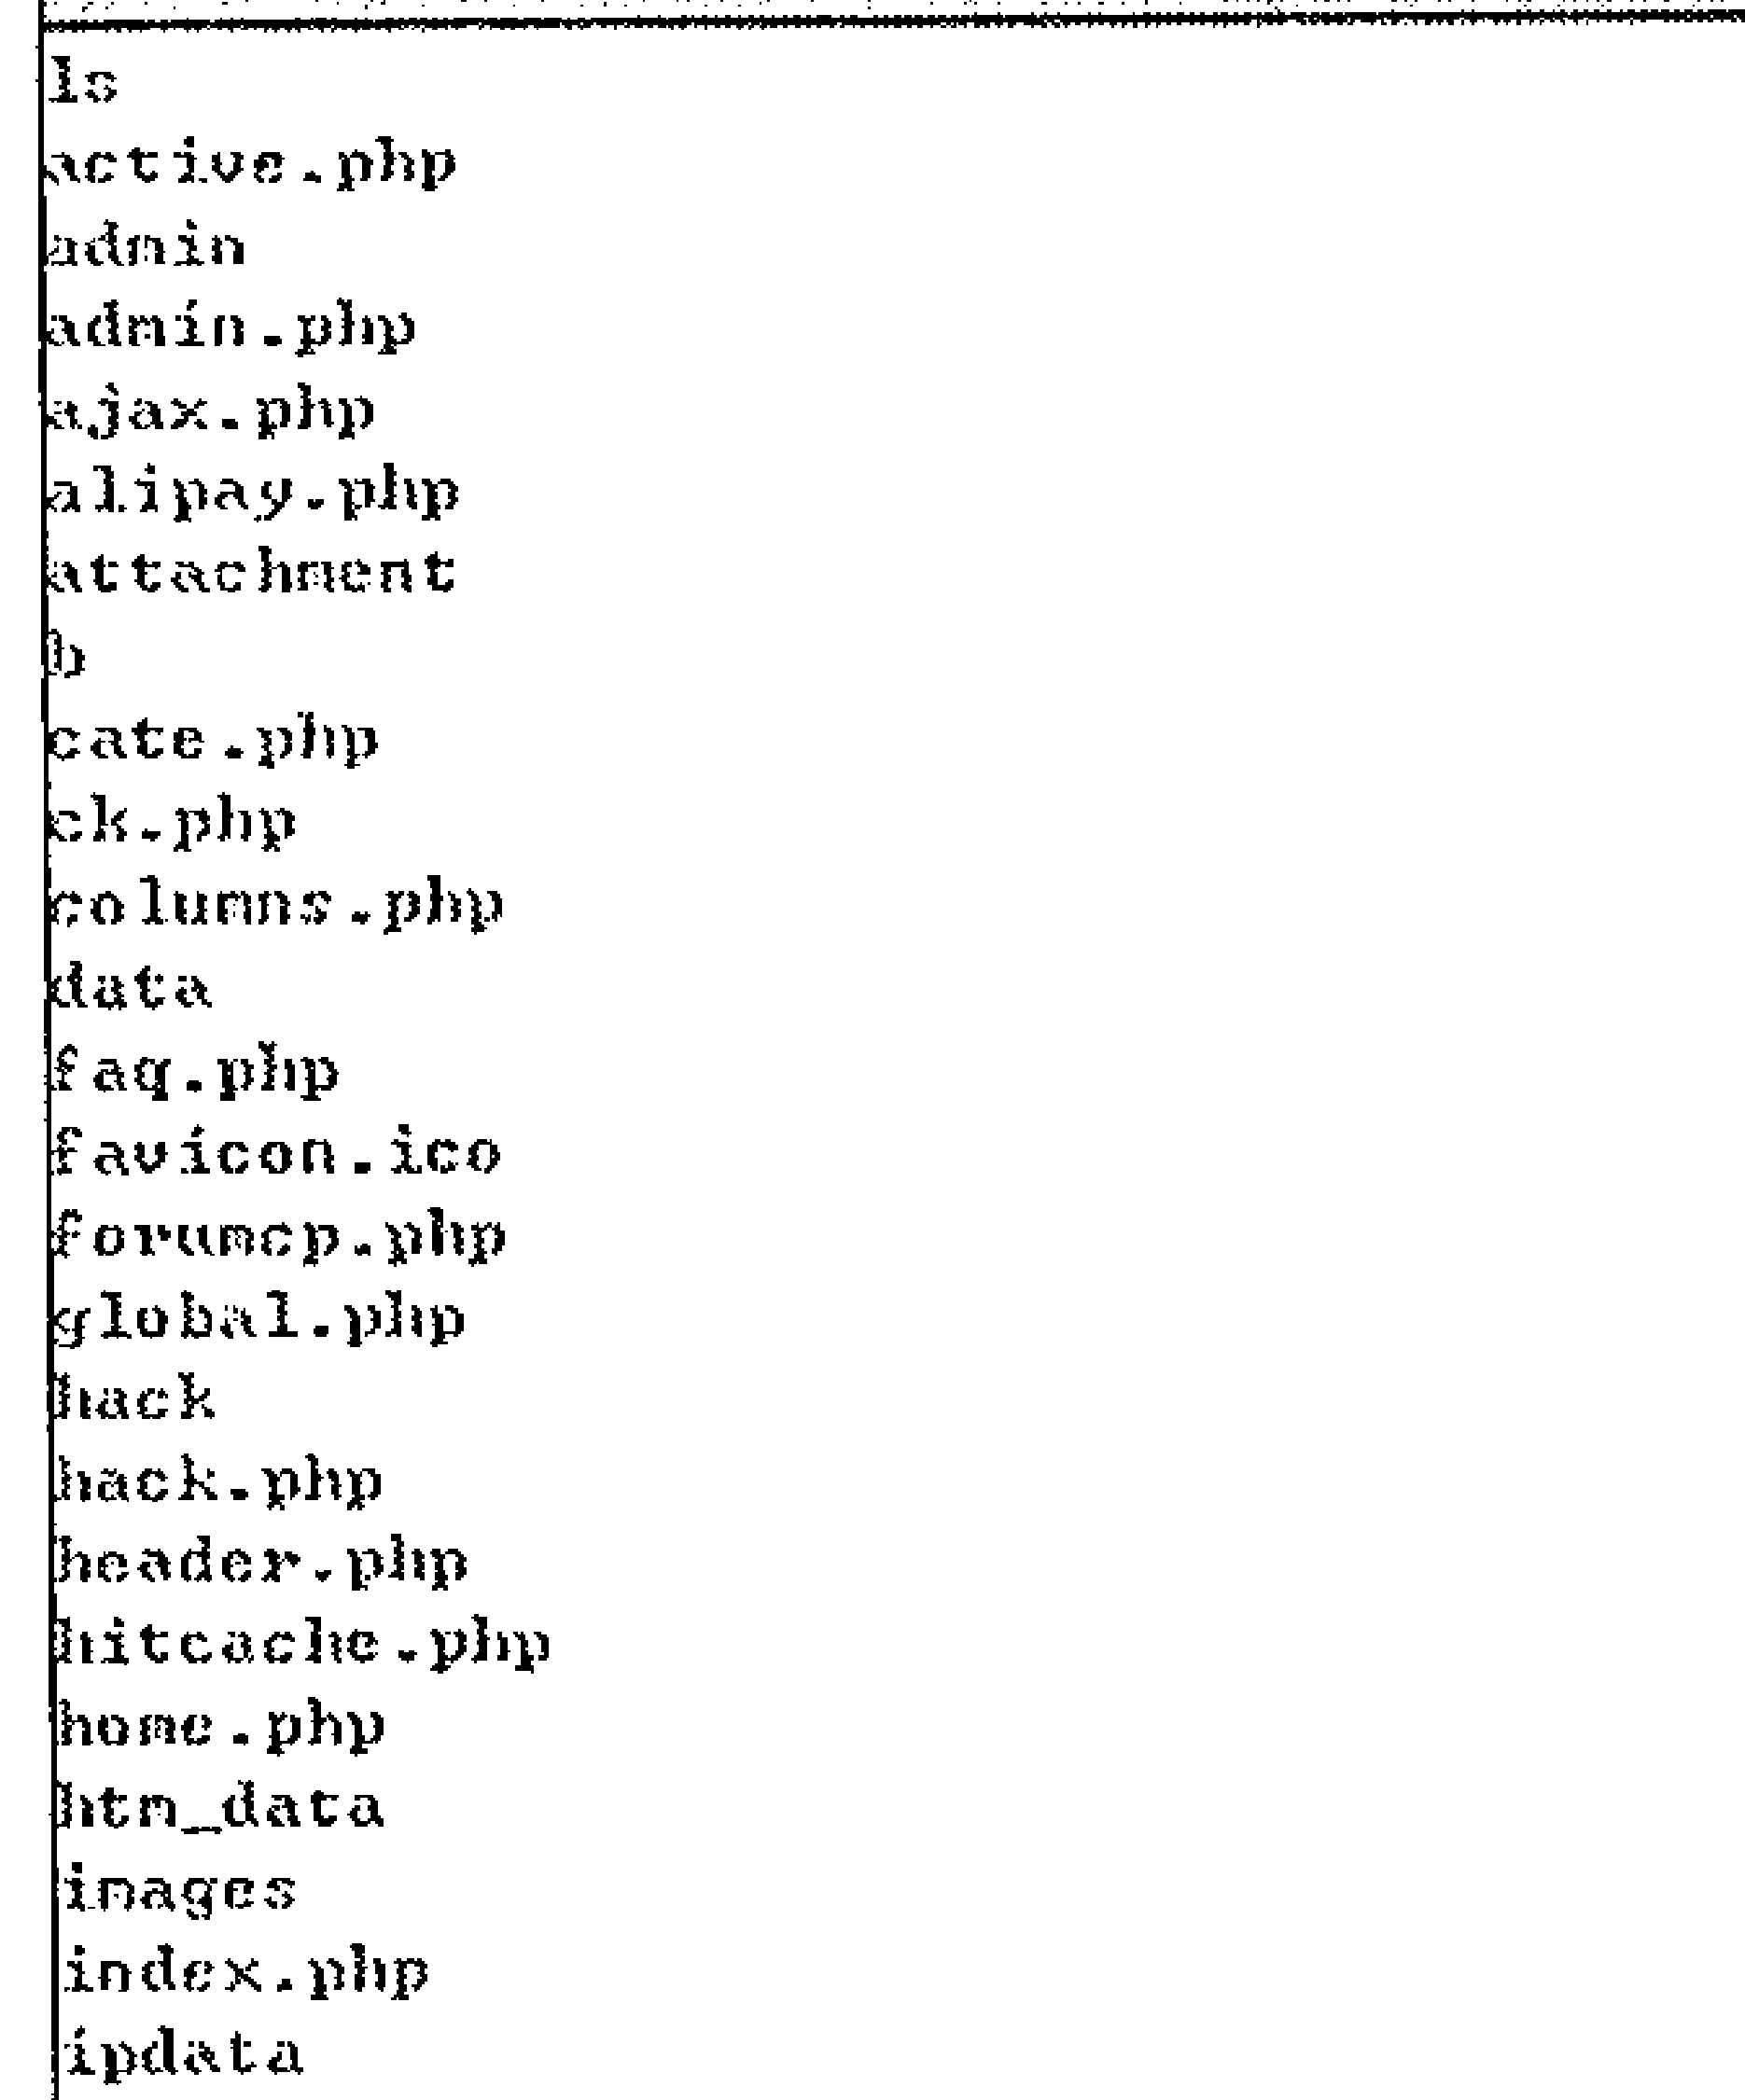 ls
active.php
admin
admin.php
ajax.php
alipay.php
attachment
b
cate.php
ck.php
columns.php
data
faq.php
favicon.ico
forumcp.php
global.php
hack
hack.php
header.php
hitcache.php
home.php
htm_data
images
index.php
ipdata